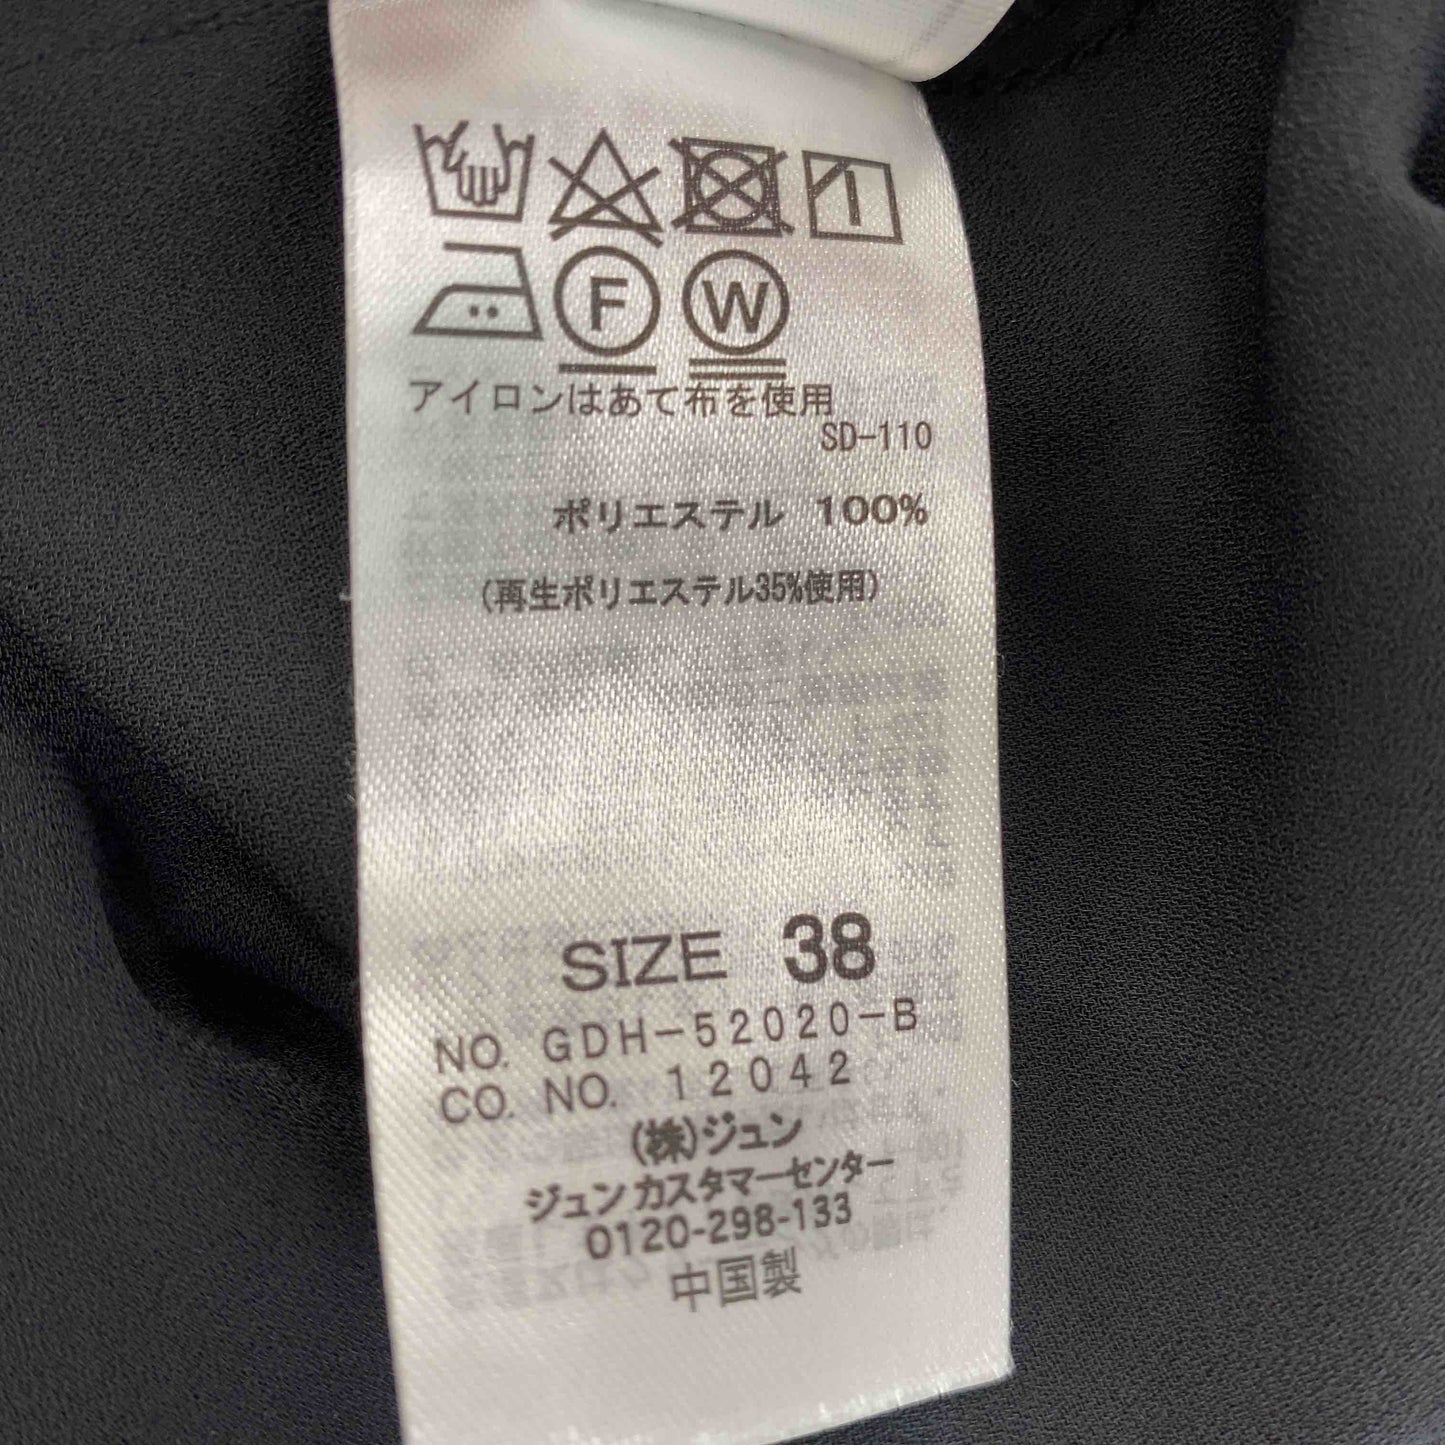 F W
アイロンはあて布を使用
SD-110
ポリエステル 100%
(再生ポリエステル35%使用)
SIZE 38
NO. GDH-52020-B
CO. NO. 12042
(株)ジュン
ジュンカスタマーセンター
0120-298-133
中国製